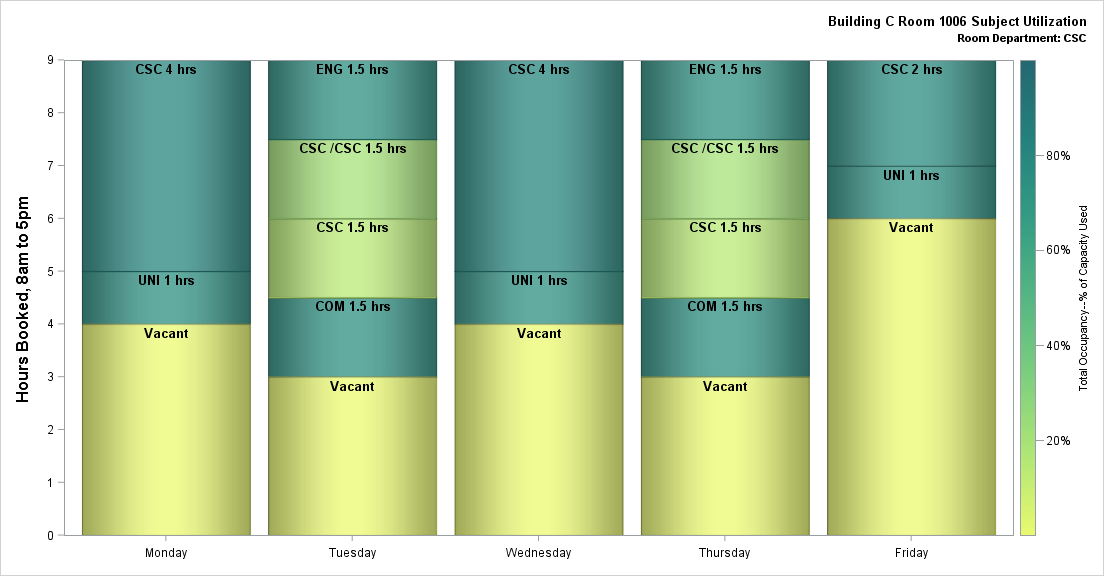 Building C Room 1006 Subject Utilization
Room Department: CSC
Hours Booked, 8am to 5pm
9
8
7
6
5
4
3
2
1
0
CSC 4 hrs
UNI 1 hrs
Vacant
ENG 1.5 hrs
CSC /CSC 1.5 hrs
CSC 1.5 hrs
COM 1.5 hrs
Vacant
CSC 4 hrs
UNI 1 hrs
Vacant
ENG 1.5 hrs
CSC /CSC 1.5 hrs
CSC 1.5 hrs
COM 1.5 hrs
Vacant
CSC 2 hrs
UNI 1 hrs
Vacant
Monday
Tuesday
Wednesday
Thursday
Friday
80%
60%
40%
20%
Total Occupancy--% of Capacity Used